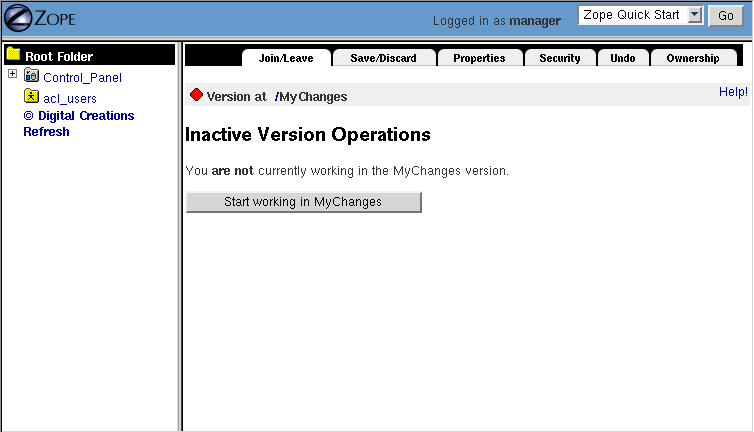 ZOPE
Logged in as manager
Zope Quick Start
Go
Root Folder
Control_Panel
acl_users
© Digital Creations
Refresh
Join/Leave
Save/Discard
Properties
Security
Undo
Ownership
Version at /MyChanges
Help!
Inactive Version Operations
You are not currently working in the MyChanges version.
Start working in MyChanges